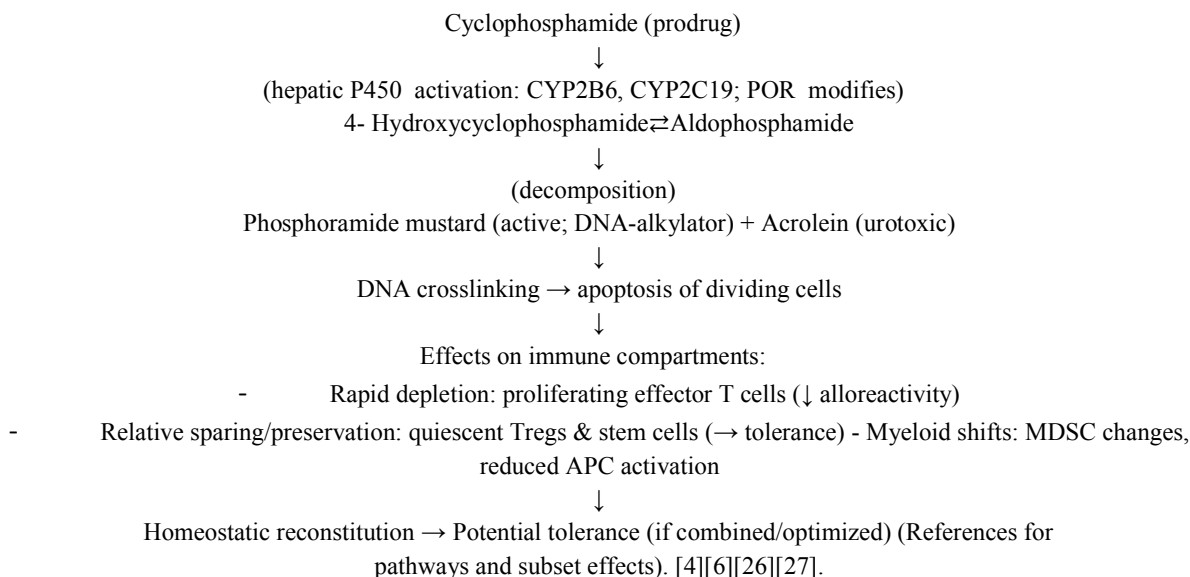 Cyclophosphamide (prodrug)
↓
(hepatic P450 activation: CYP2B6, CYP2C19; POR modifies)
4- Hydroxycyclophosphamide⇄Aldophosphamide
↓
(decomposition)
Phosphoramide mustard (active; DNA-alkylator) + Acrolein (urotoxic)
↓
DNA crosslinking → apoptosis of dividing cells
↓
Effects on immune compartments:
- Rapid depletion: proliferating effector T cells (↓ alloreactivity)
- Relative sparing/preservation: quiescent Tregs & stem cells (→ tolerance) - Myeloid shifts: MDSC changes,
reduced APC activation
↓
Homeostatic reconstitution → Potential tolerance (if combined/optimized) (References for
pathways and subset effects). [4][6][26][27].